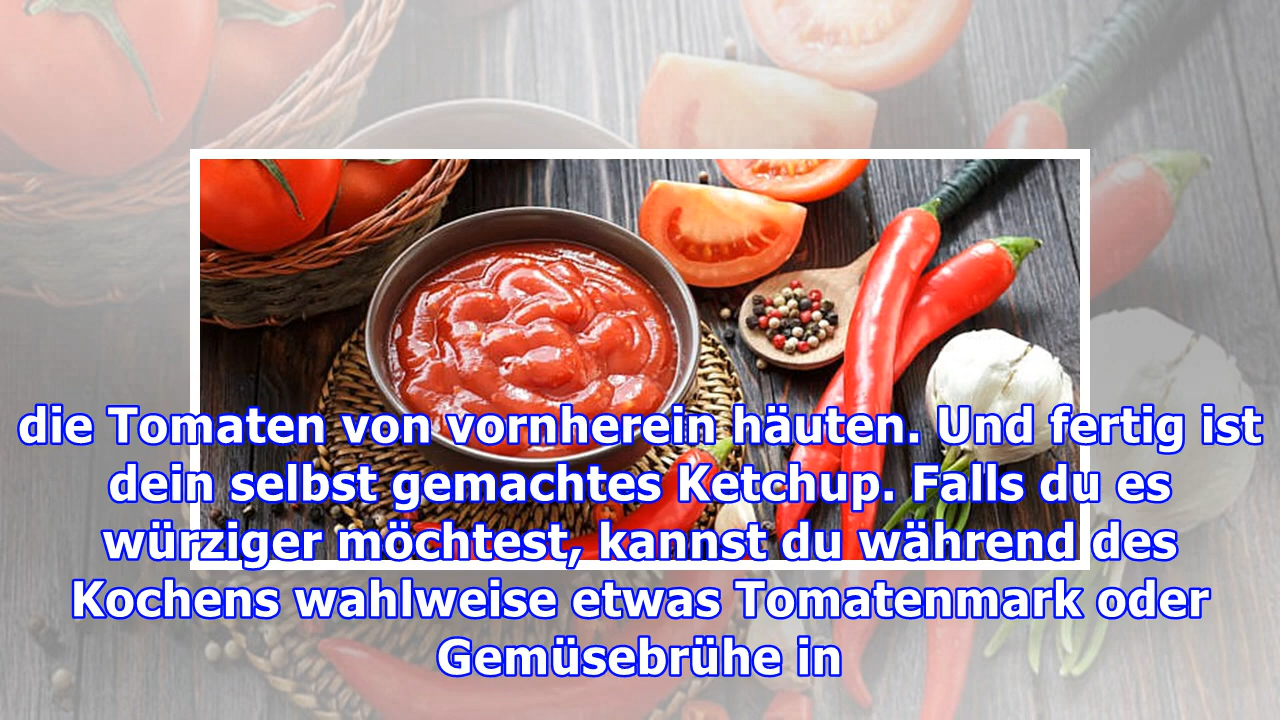 die Tomaten von vornherein häuten. Und fertig ist
dein selbst gemachtes Ketchup. Falls du es
würziger möchtest, kannst du während des
Kochens wahlweise etwas Tomatenmark oder
Gemüsebrühe in